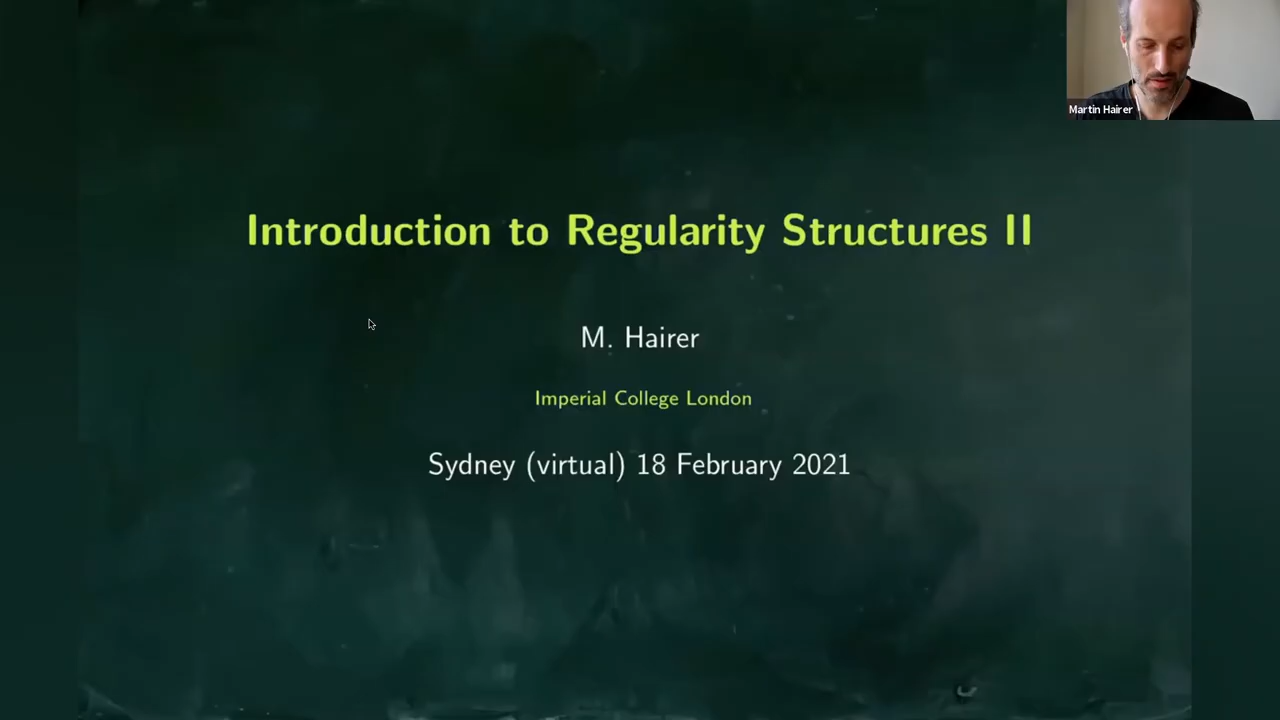 Martin Hairer
Introduction to Regularity Structures II
M. Hairer
Imperial College London
Sydney (virtual) 18 February 2021